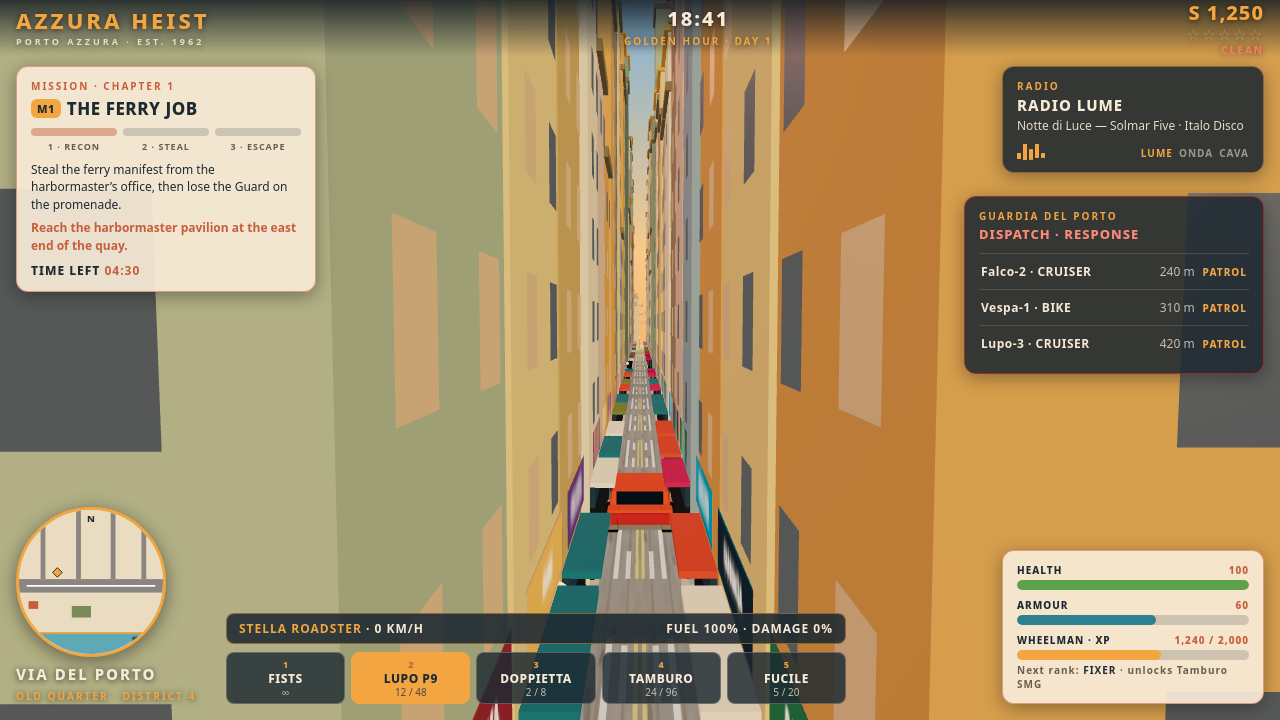 AZZURA HEIST
PORTO AZZURA · EST. 1962
18:41
GOLDEN HOUR · DAY 1
S 1,250
☆☆☆☆☆
CLEAN
MISSION · CHAPTER 1
M1 THE FERRY JOB
1 · RECON 2 · STEAL 3 · ESCAPE
Steal the ferry manifest from the
harbormaster's office, then lose the Guard on
the promenade.
Reach the harbormaster pavilion at the east
end of the quay.
TIME LEFT 04:30
RADIO
RADIO LUME
Notte di Luce — Solmar Five · Italo Disco
LUME ONDA CAVA
GUARDIA DEL PORTO
DISPATCH · RESPONSE
Falco-2 · CRUISER 240 m PATROL
Vespa-1 · BIKE 310 m PATROL
Lupo-3 · CRUISER 420 m PATROL
N
VIA DEL PORTO
OLD QUARTER · DISTRICT 4
STELLA ROADSTER · 0 KM/H FUEL 100% · DAMAGE 0%
1
FISTS
∞
2
LUPO P9
12 / 48
3
DOPPIETTA
2 / 8
4
TAMBURO
24 / 96
5
FUCILE
5 / 20
HEALTH 100
ARMOUR 60
WHEELMAN · XP 1,240 / 2,000
Next rank: FIXER · unlocks Tamburo
SMG